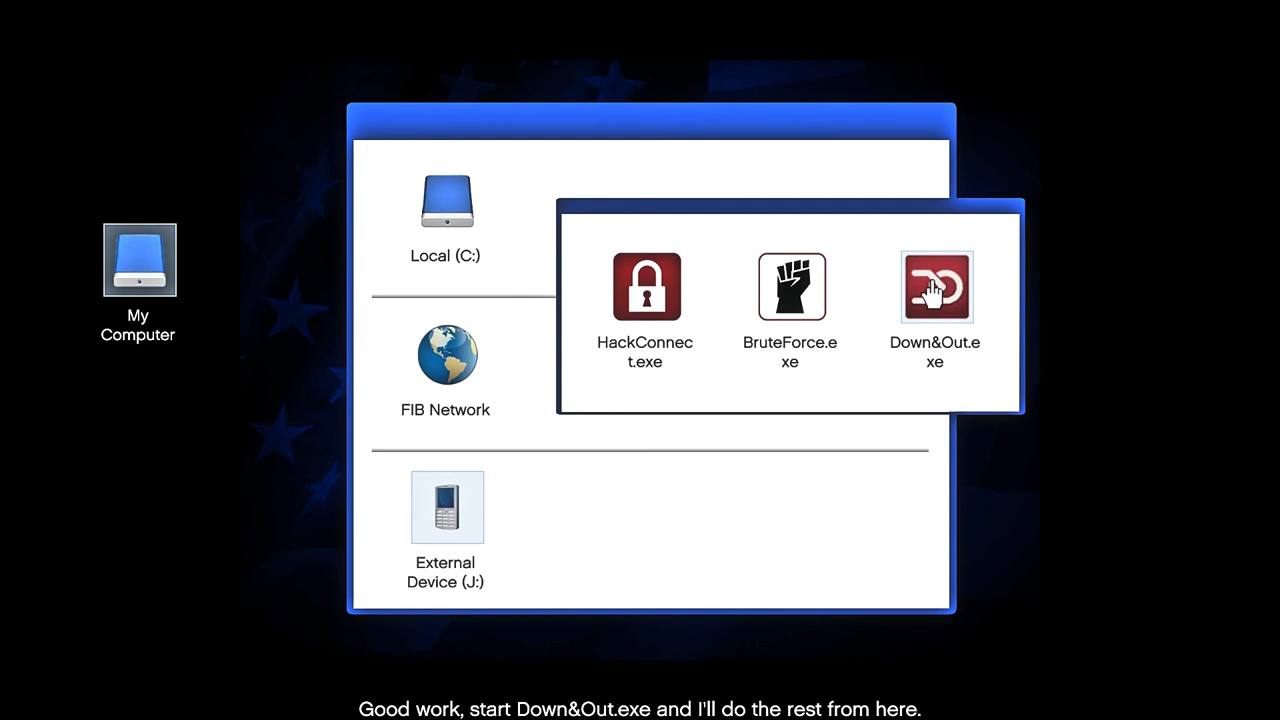 Local (C:)
My
Computer
HackConnec
t.exe
BruteForce.e
xe
Down&Out.e
xe
FIB Network
External
Device (J:)
Good work, start Down&Out.exe and I'll do the rest from here.